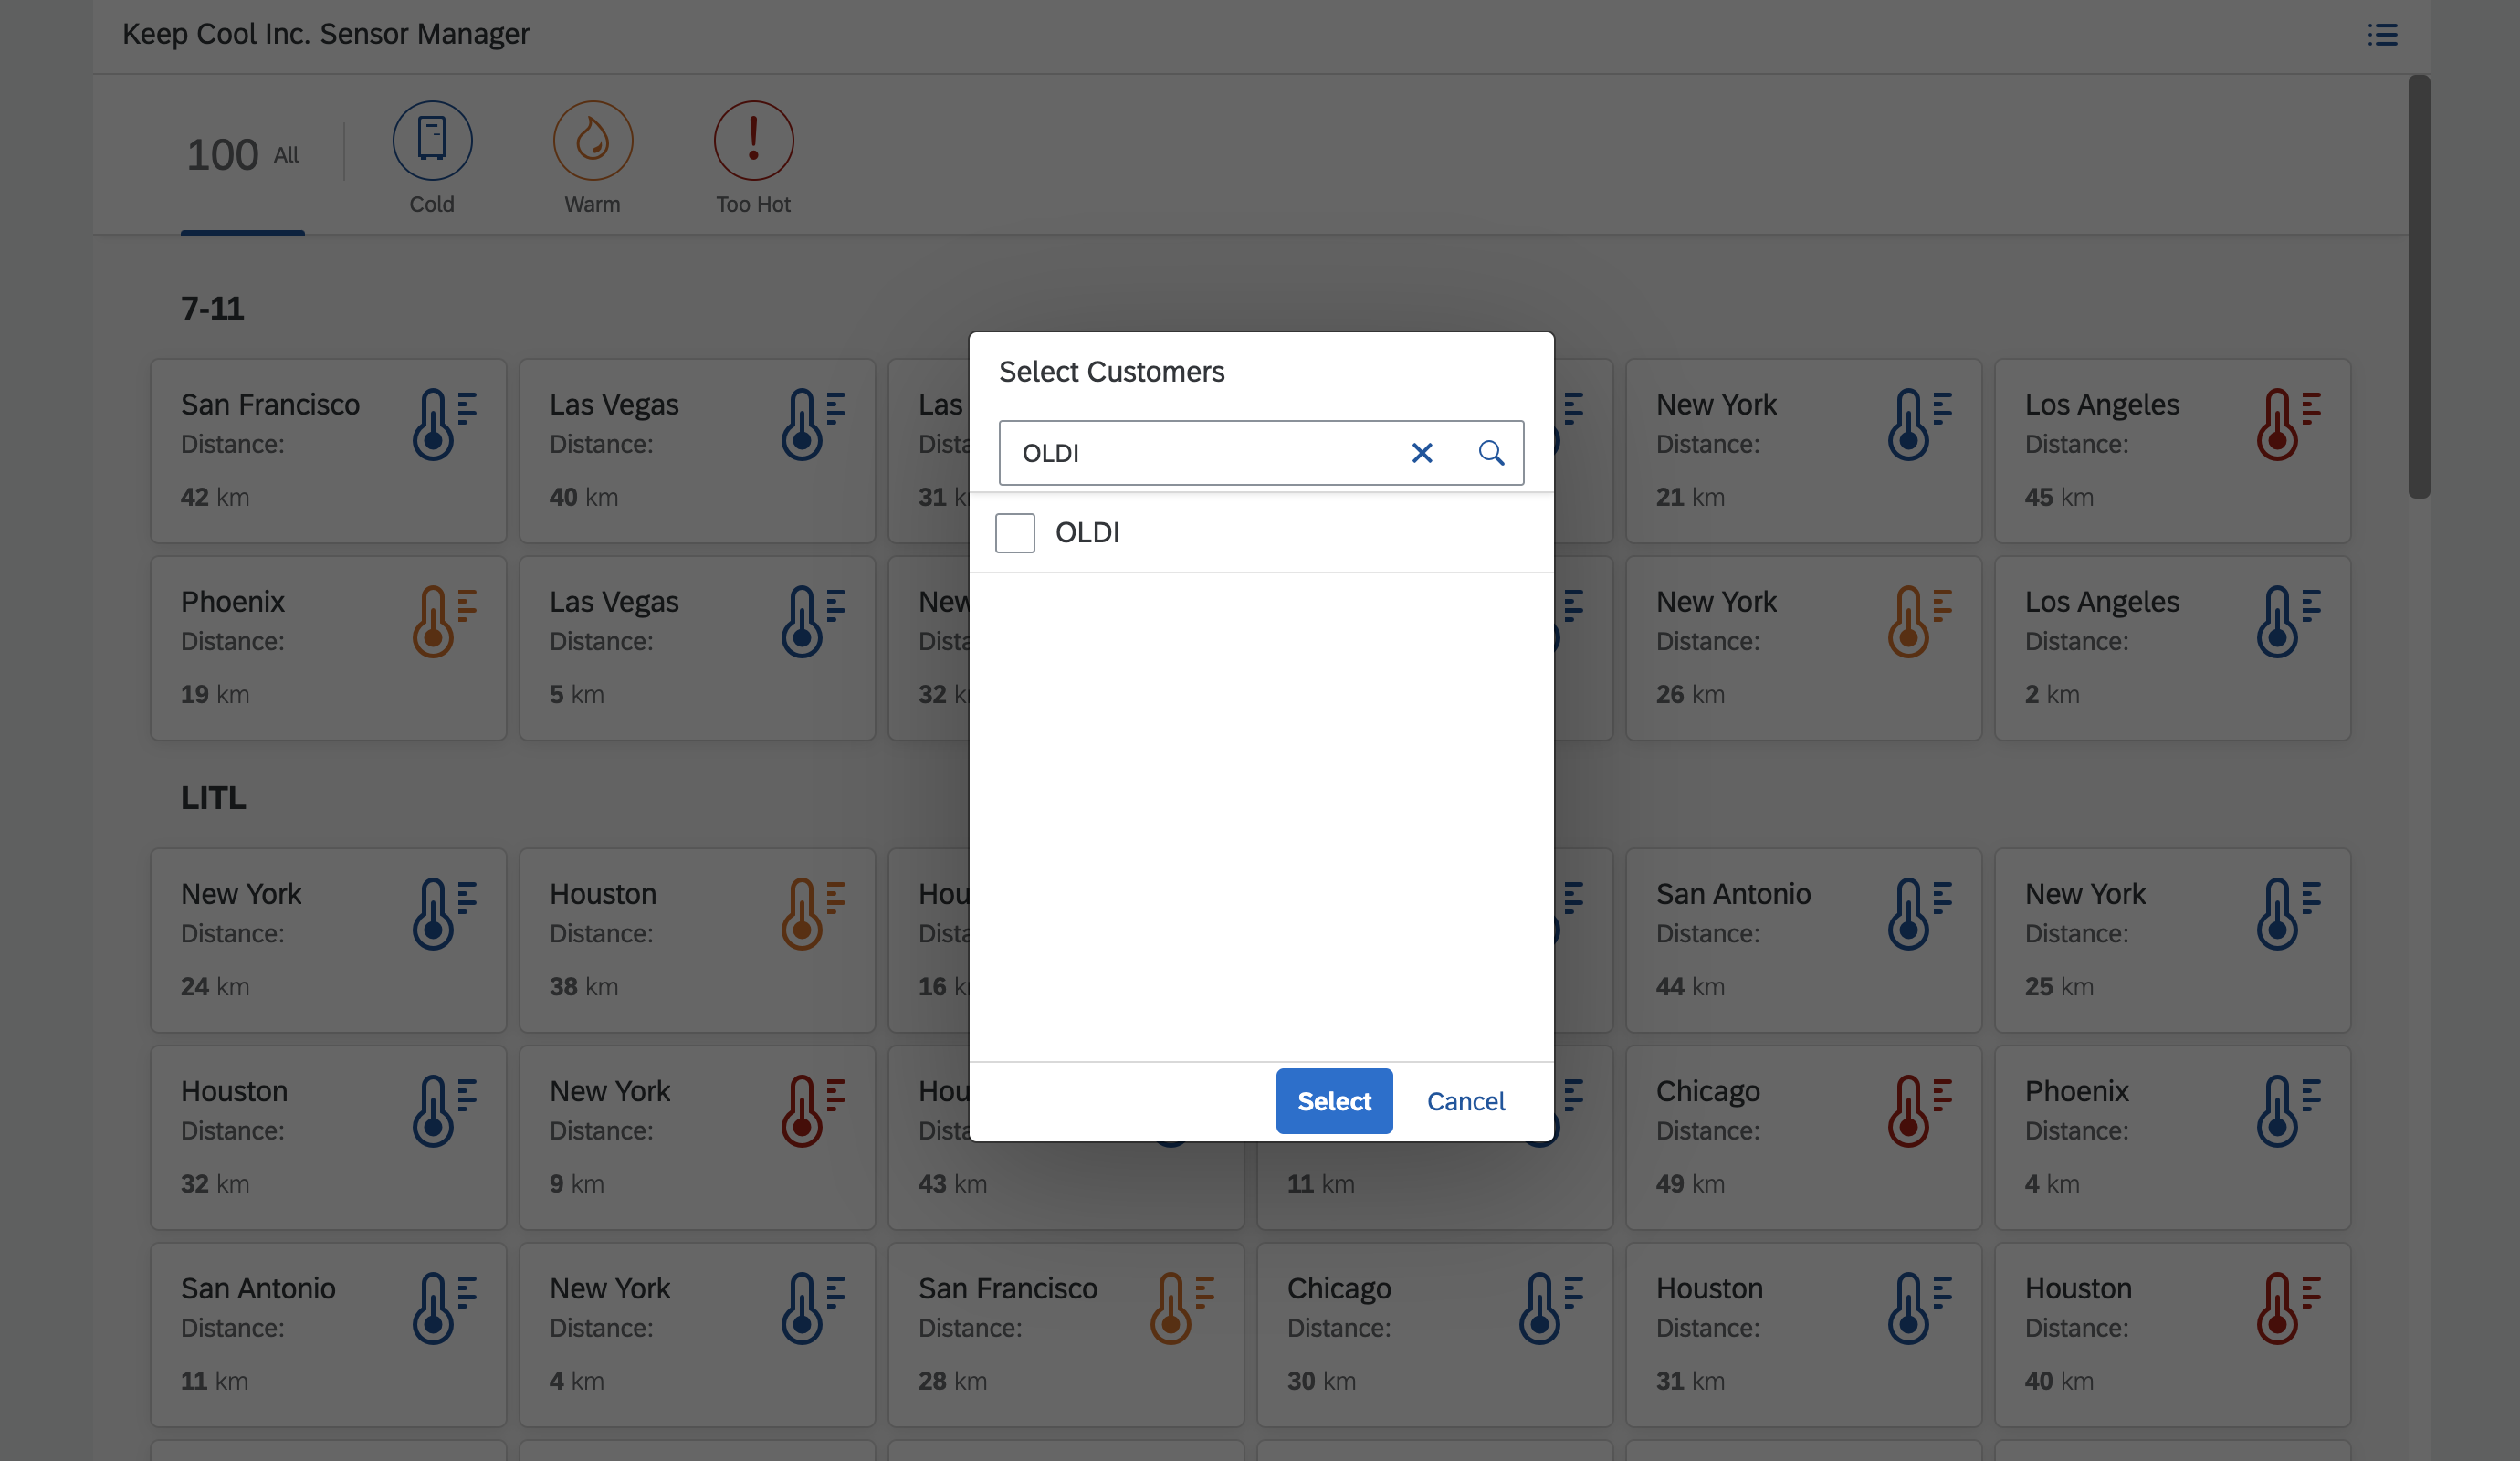 Keep Cool Inc. Sensor Manager
100 All
Cold
Warm
Too Hot
7-11
San Francisco
Distance:
42 km
Las Vegas
Distance:
40 km
Las
31
New York
Distance:
21 km
Los Angeles
Distance:
45 km
Phoenix
Distance:
19 km
Las Vegas
Distance:
5 km
New
32
New York
Distance:
26 km
Los Angeles
Distance:
2 km
Select Customers
OLDI
OLDI
Select
Cancel
LITL
New York
Distance:
24 km
Houston
Distance:
38 km
16
San Antonio
Distance:
44 km
New York
Distance:
25 km
Houston
Distance:
32 km
New York
Distance:
9 km
43 km
11 km
Chicago
Distance:
49 km
Phoenix
Distance:
4 km
San Antonio
Distance:
11 km
New York
Distance:
4 km
San Francisco
Distance:
28 km
Chicago
Distance:
30 km
Houston
Distance:
31 km
Houston
Distance:
40 km